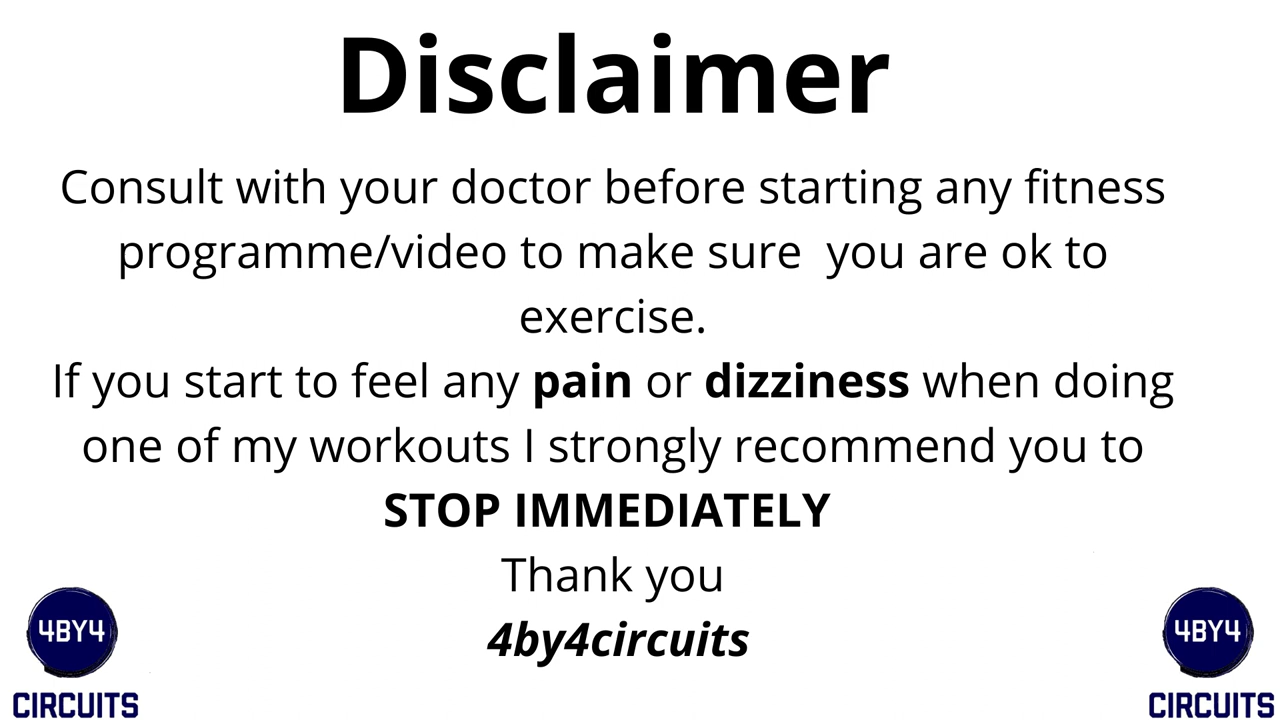 Disclaimer
Consult with your doctor before starting any fitness
programme/video to make sure  you are ok to
exercise.
If you start to feel any pain or dizziness when doing
one of my workouts I strongly recommend you to
STOP IMMEDIATELY
Thank you
4by4circuits
4BY4
CIRCUITS
4BY4
CIRCUITS